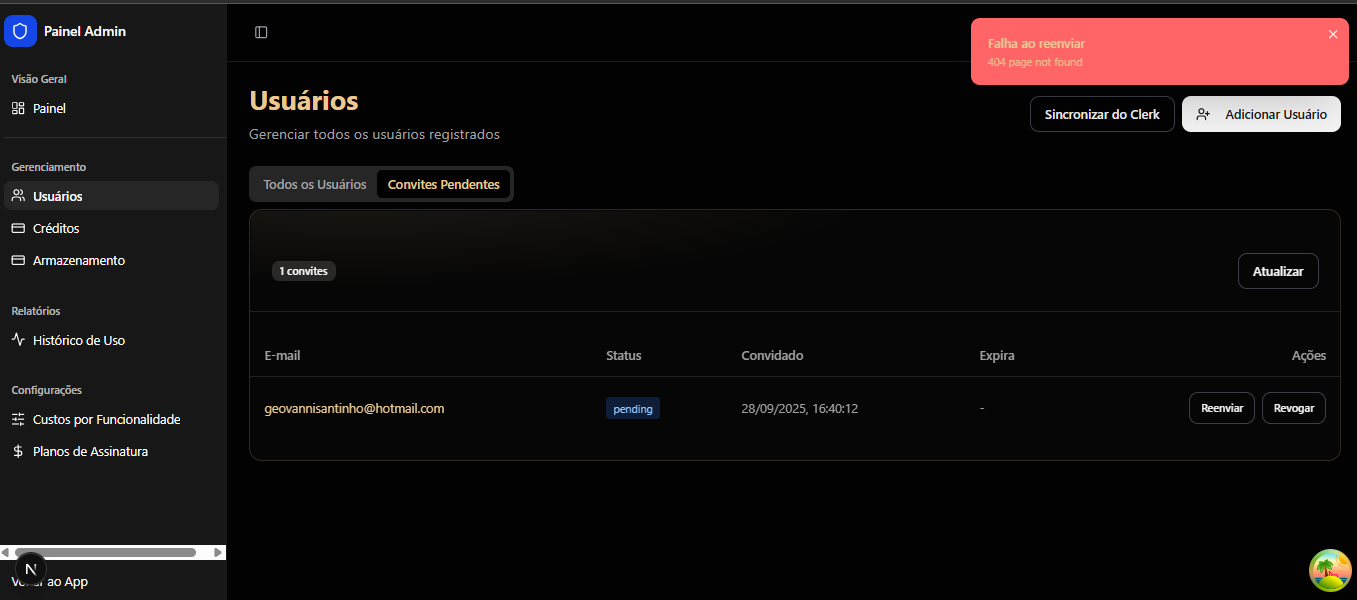 Painel Admin
Visão Geral
Painel
Gerenciamento
Usuários
Créditos
Armazenamento
Relatórios
Histórico de Uso
Configurações
Custos por Funcionalidade
Planos de Assinatura
N
ao App
Falha ao reenviar
404 page not found
Usuários
Gerenciar todos os usuários registrados
Sincronizar do Clerk
Adicionar Usuário
Todos os Usuários
Convites Pendentes
1 convites
Atualizar
E-mail Status Convidado Expira Ações
geovannisantinho@hotmail.com pending 28/09/2025, 16:40:12 - Reenviar Revogar